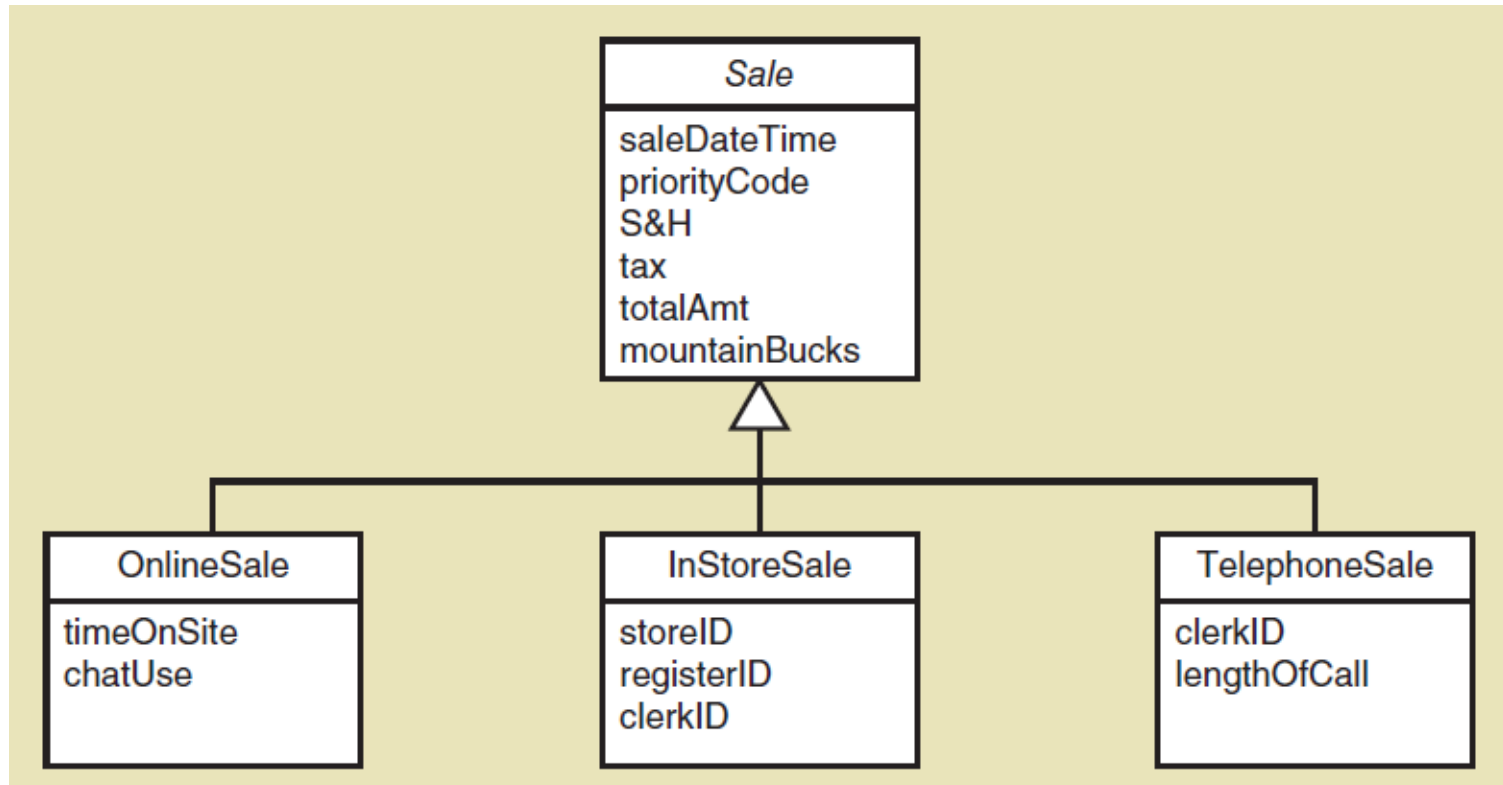 Sale
saleDateTime
priorityCode
S&H
tax
totalAmt
mountainBucks
OnlineSale
timeOnSite
chatUse
InStoreSale
storeID
registerID
clerkID
TelephoneSale
clerkID
lengthOfCall